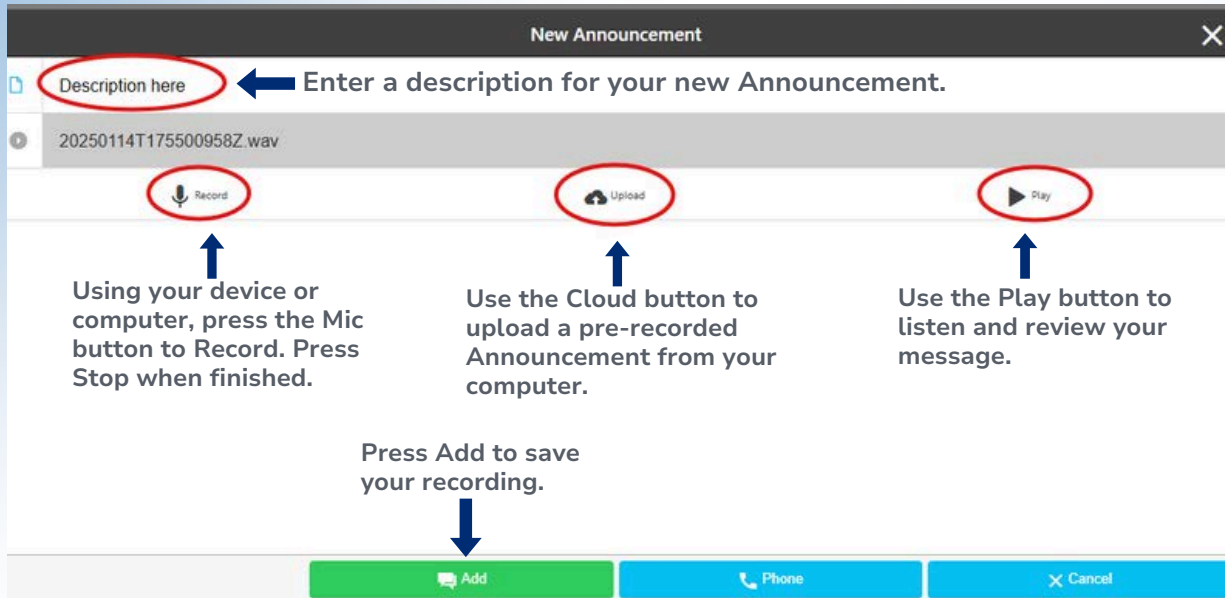 New Announcement
Description here
Enter a description for your new Announcement.
20250114T175500958Z.wav
Record
Upload
Play
Using your device or
computer, press the Mic
button to Record. Press
Stop when finished.
Use the Cloud button to
upload a pre-recorded
Announcement from your
computer.
Use the Play button to
listen and review your
message.
Press Add to save
your recording.
Add
Phone
Cancel